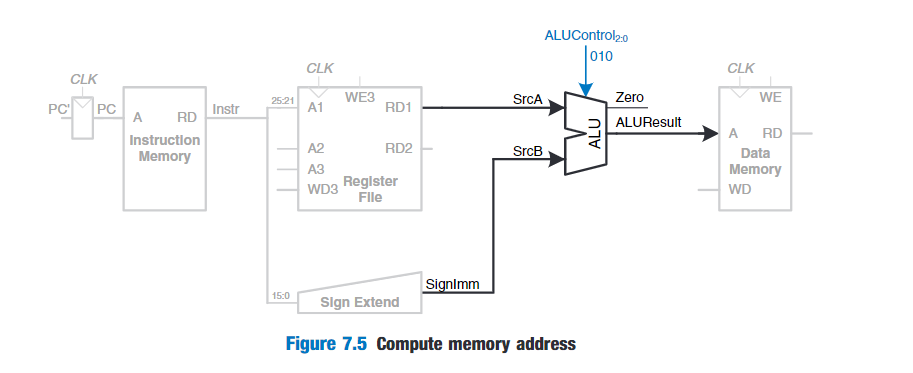 ALUControl2:0
010
CLK
CLK
CLK
PC'
PC
A
RD
Instruction
Memory
Instr
25:21
A1
WE3
RD1
A2
RD2
A3
WD3
Register
File
SrcA
SrcB
ALU
Zero
ALUResult
WE
A
RD
Data
Memory
WD
15:0
Sign Extend
SignImm
Figure 7.5 Compute memory address